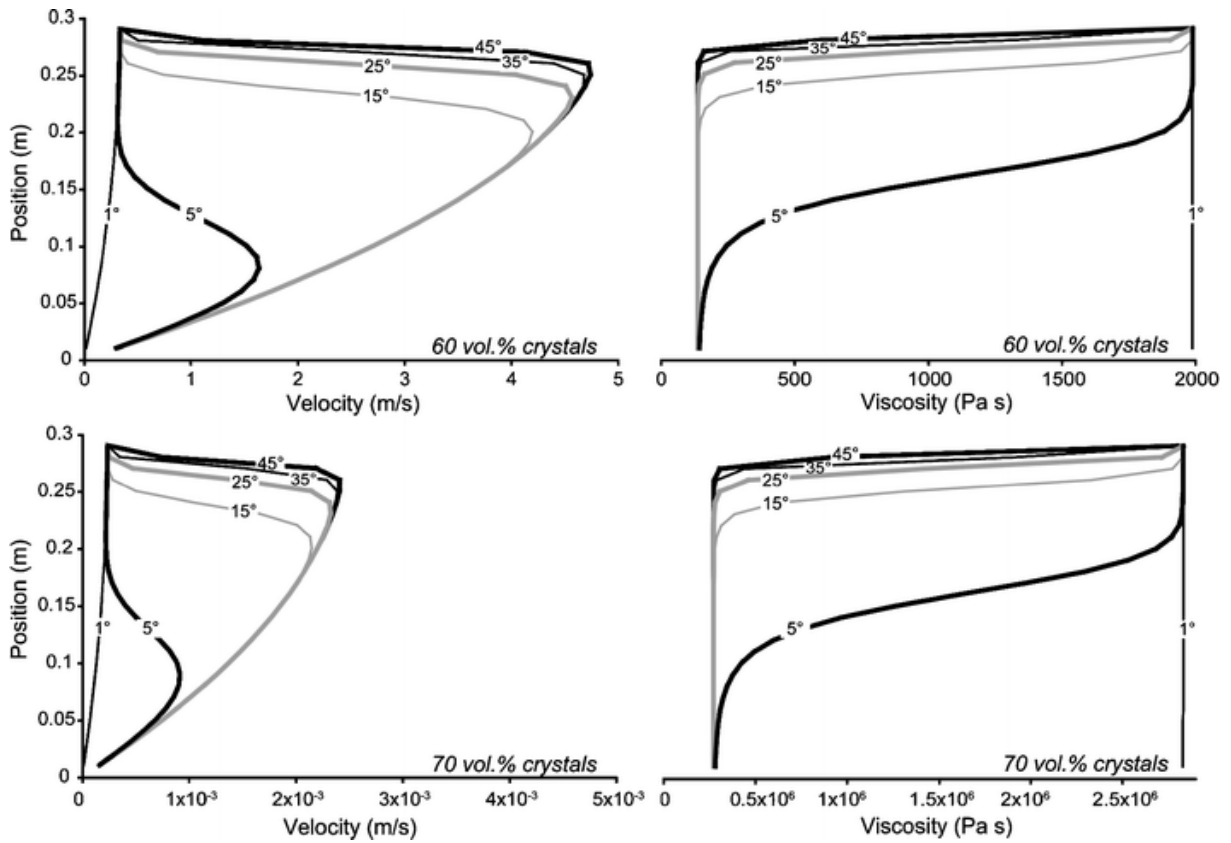 0.3
0.25
0.2
0.15
0.1
0.05
0
Position (m)
45°
35°
25°
15°
1°
5°
60 vol.% crystals
0 1 2 3 4 5
Velocity (m/s)
45°
35°
25°
15°
5°
1°
60 vol.% crystals
0 500 1000 1500 2000
Viscosity (Pa s)
0.3
0.25
0.2
0.15
0.1
0.05
0
Position (m)
45°
35°
25°
15°
1°
5°
70 vol.% crystals
0 1x10⁻³ 2x10⁻³ 3x10⁻³ 4x10⁻³ 5x10⁻³
Velocity (m/s)
45°
35°
25°
15°
5°
1°
70 vol.% crystals
0.5x10⁶ 1x10⁶ 1.5x10⁶ 2x10⁶ 2.5x10⁶
Viscosity (Pa s)